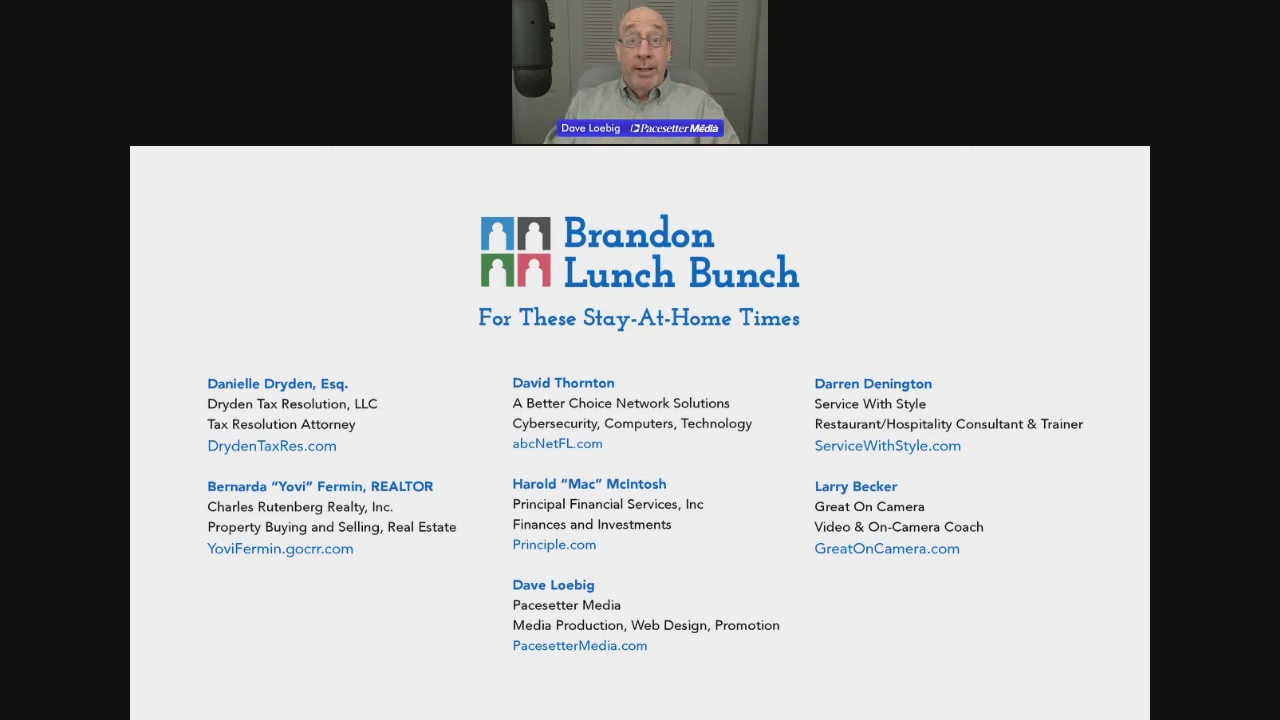 Dave Loebig Pacesetter Média
Brandon
Lunch Bunch
For These Stay-At-Home Times
Danielle Dryden, Esq.
Dryden Tax Resolution, LLC
Tax Resolution Attorney
DrydenTaxRes.com
Bernarda “Yovi” Fermin, REALTOR
Charles Rutenberg Realty, Inc.
Property Buying and Selling, Real Estate
YoviFermin.gocrr.com
David Thornton
A Better Choice Network Solutions
Cybersecurity, Computers, Technology
abcNetFL.com
Harold “Mac” McIntosh
Principal Financial Services, Inc
Finances and Investments
Principle.com
Dave Loebig
Pacesetter Media
Media Production, Web Design, Promotion
PacesetterMedia.com
Darren Denington
Service With Style
Restaurant/Hospitality Consultant & Trainer
ServiceWithStyle.com
Larry Becker
Great On Camera
Video & On-Camera Coach
GreatOnCamera.com